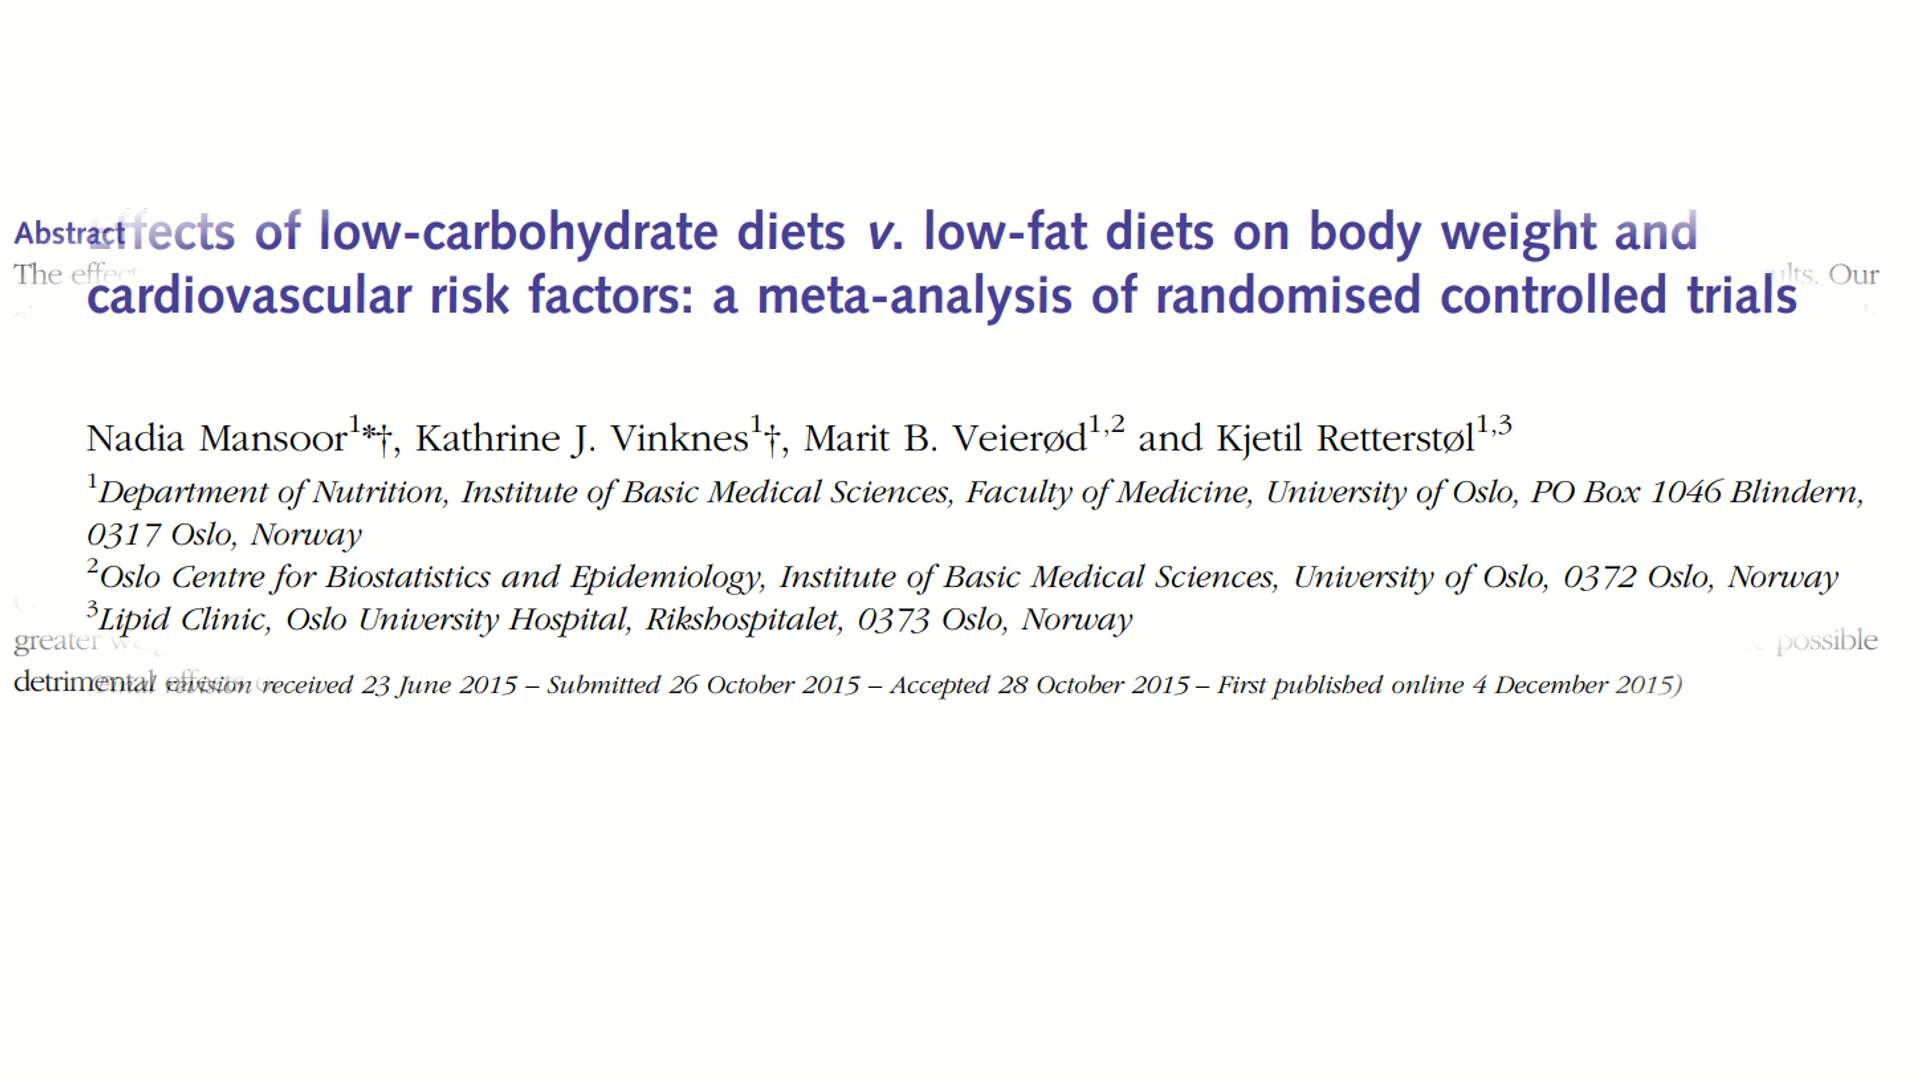 Abstract
ffects of low-carbohydrate diets v. low-fat diets on body weight and
The effect
ults. Our
cardiovascular risk factors: a meta-analysis of randomised controlled trials
Nadia Mansoor1*†, Kathrine J. Vinknes1†, Marit B. Veierød1,2 and Kjetil Retterstøl1,3
1Department of Nutrition, Institute of Basic Medical Sciences, Faculty of Medicine, University of Oslo, PO Box 1046 Blindern,
0317 Oslo, Norway
2Oslo Centre for Biostatistics and Epidemiology, Institute of Basic Medical Sciences, University of Oslo, 0372 Oslo, Norway
3Lipid Clinic, Oslo University Hospital, Rikshospitalet, 0373 Oslo, Norway
greater
possible
detrimental
revision received 23 June 2015 – Submitted 26 October 2015 – Accepted 28 October 2015 – First published online 4 December 2015)